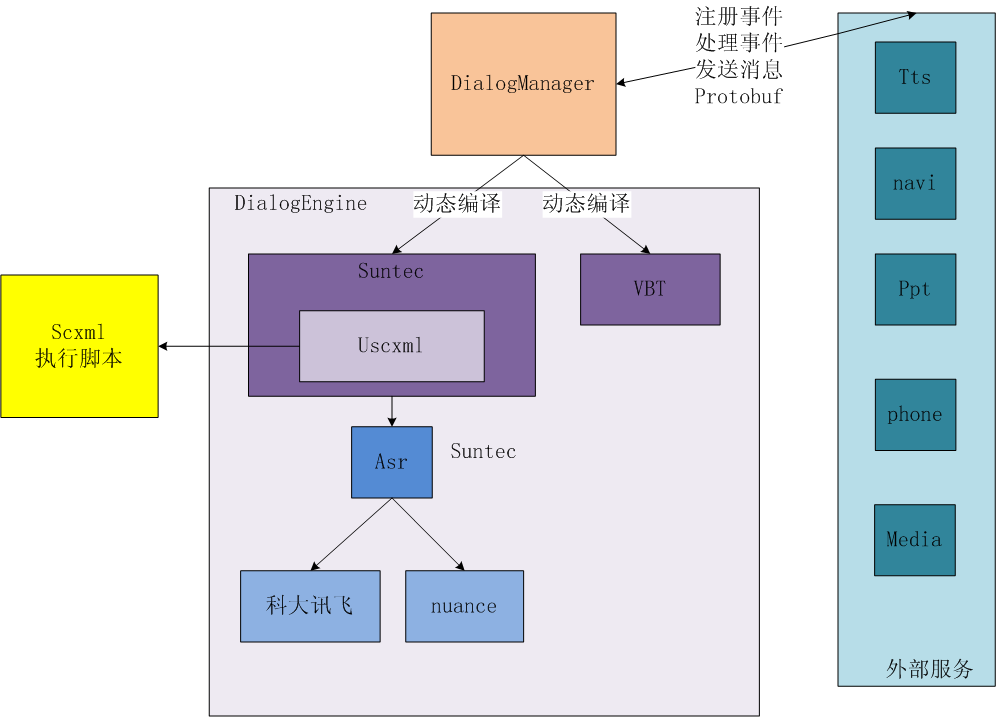 注册事件
处理事件
发送消息
Protobuf
DialogManager
Tts
navi
Ppt
phone
Media
外部服务
DialogEngine
动态编译
动态编译
Suntec
Uscxml
VBT
Scxml
执行脚本
Asr
Suntec
科大讯飞
nuance